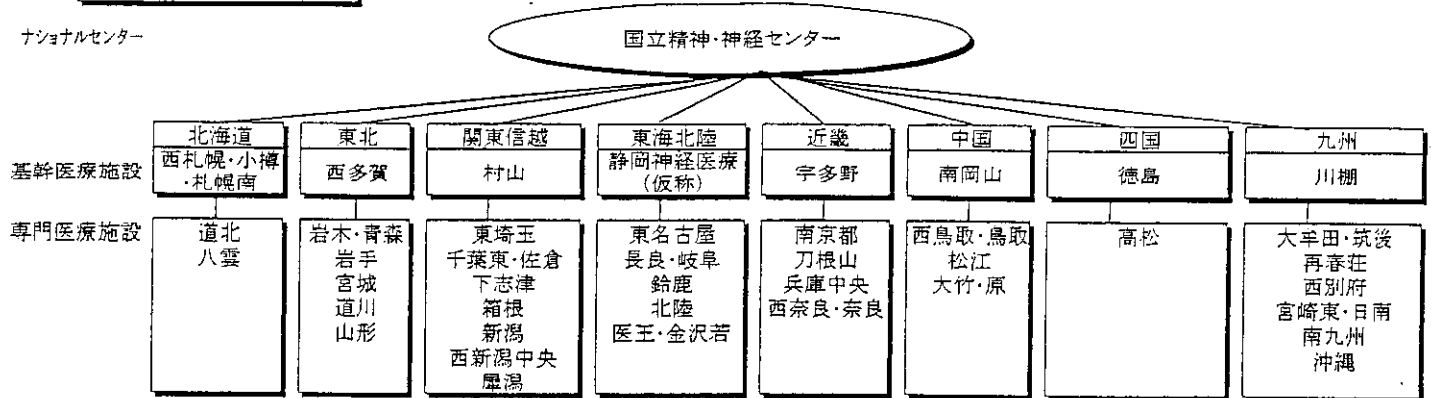 ナショナルセンター
国立精神・神経センター
基幹医療施設
北海道
西札幌・小樽
・札幌南
東北
西多賀
関東信越
村山
東海北陸
静岡神経医療
(仮称)
近畿
宇多野
中国
南岡山
四国
徳島
九州
川棚
専門医療施設
道北
八雲
岩木・青森
岩手
宮城
道川
山形
東埼玉
千葉東・佐倉
下志津
箱根
新潟
西新潟中央
犀潟
東名古屋
長良・岐阜
鈴鹿
北陸
医王・金沢若
南京都
刀根山
兵庫中央
西奈良・奈良
西鳥取・鳥取
松江
大竹・原
高松
大牟田・筑後
再春荘
西別府
宮崎東・日南
南九州
沖縄